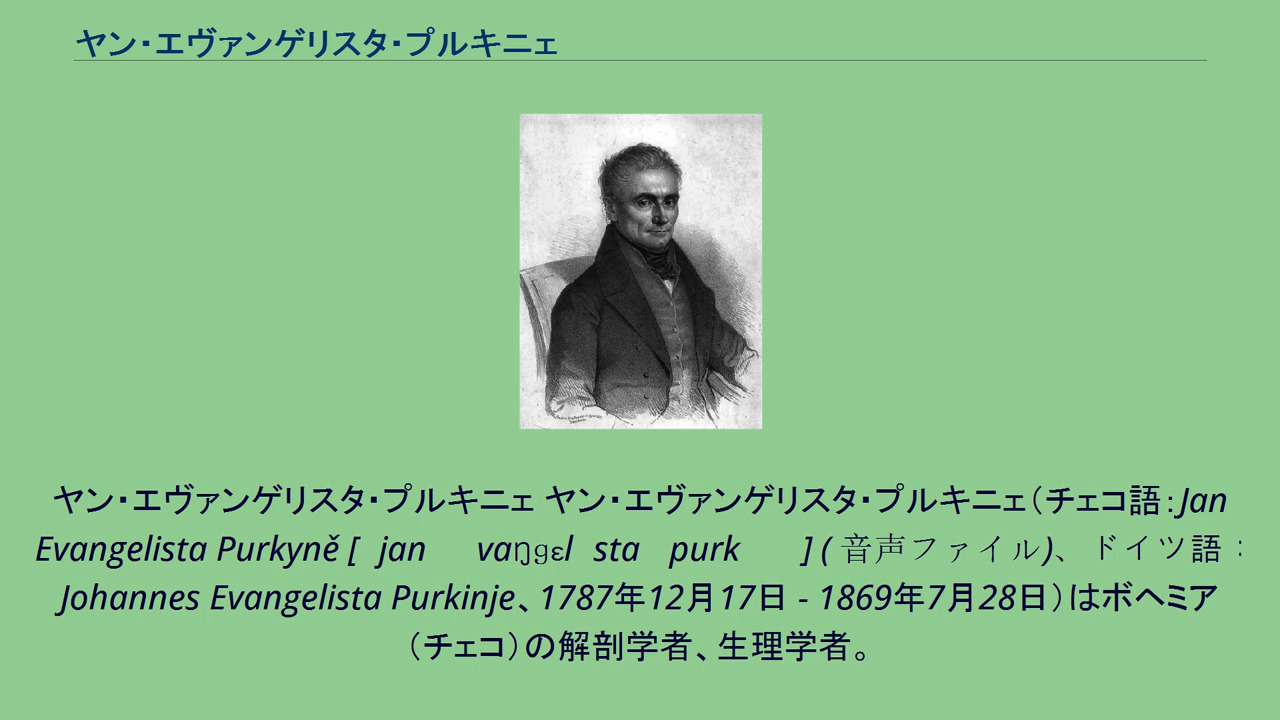 ヤン・エヴァンゲリスタ・プルキニェ
ヤン・エヴァンゲリスタ・プルキニェ ヤン・エヴァンゲリスタ・プルキニェ（チェコ語：Jan
Evangelista Purkyně [ jan vaŋɡɛl sta purk ] ( 音声ファイル)、ドイツ語：
Johannes Evangelista Purkinje、1787年12月17日 - 1869年7月28日）はボヘミア
（チェコ）の解剖学者、生理学者。